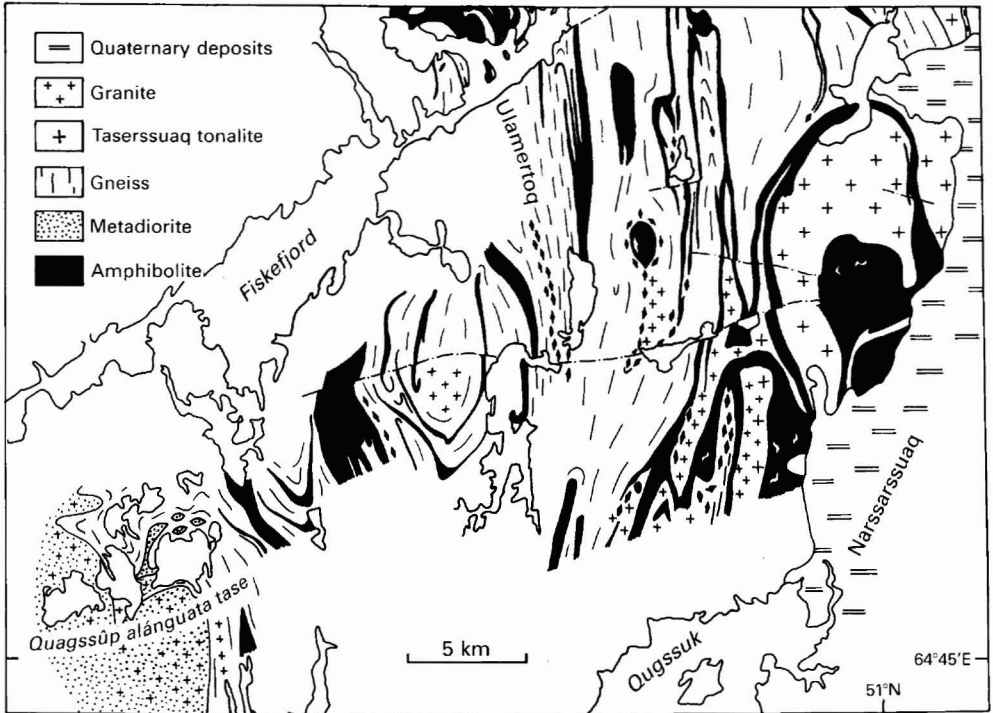 Quaternary deposits
Granite
Taserssuaq tonalite
Gneiss
Metadiorite
Amphibolite
Ullamertoq
Fiskefjord
Narssarssuaq
Quagssûp alánguata tase
5 km
Qugssuk
64°45'E
51°N